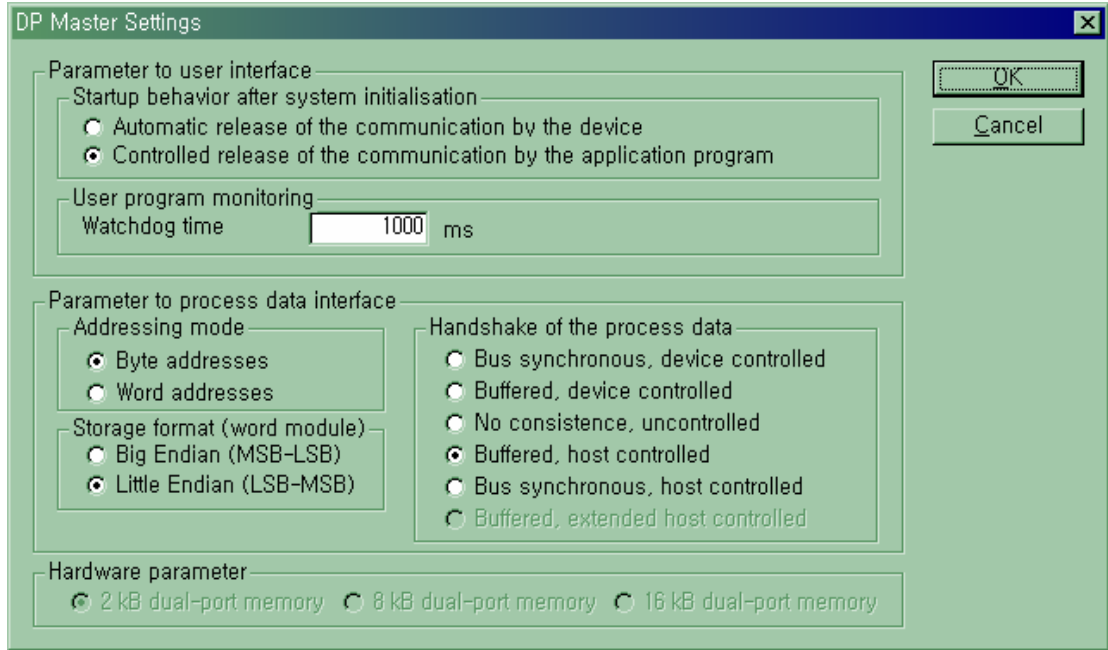 DP Master Settings
Parameter to user interface
Startup behavior after system initialisation
Automatic release of the communication by the device
Controlled release of the communication by the application program
User program monitoring
Watchdog time 1000 ms
OK
Cancel
Parameter to process data interface
Addressing mode
Byte addresses
Word addresses
Storage format (word module)
Big Endian (MSB-LSB)
Little Endian (LSB-MSB)
Handshake of the process data
Bus synchronous, device controlled
Buffered, device controlled
No consistence, uncontrolled
Buffered, host controlled
Bus synchronous, host controlled
Buffered, extended host controlled
Hardware parameter
2 kB dual-port memory 8 kB dual-port memory 16 kB dual-port memory